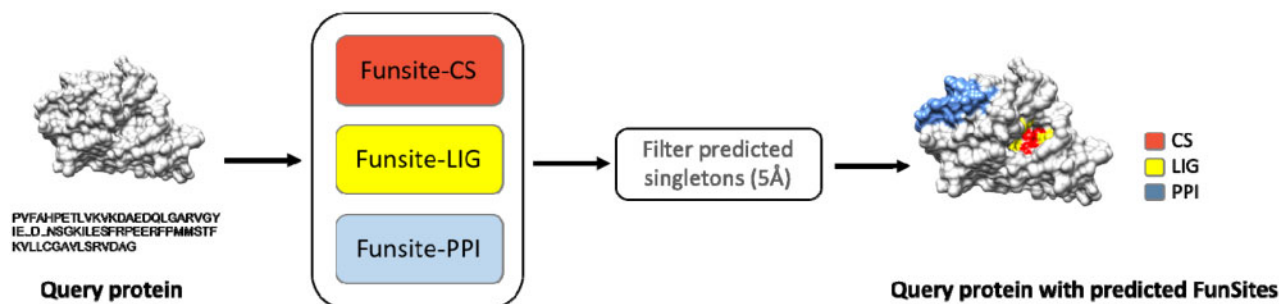 Funsite-CS
Funsite-LIG
Funsite-PPI
Filter predicted
singletons (5Å)
CS
LIG
PPI
PVFAHPETLVKVKDAEDQLGARVGY
IE_D_NSGKILESFRPEERFPMMSTF
KVLLCGAVLSRVDAG
Query protein
Query protein with predicted FunSites